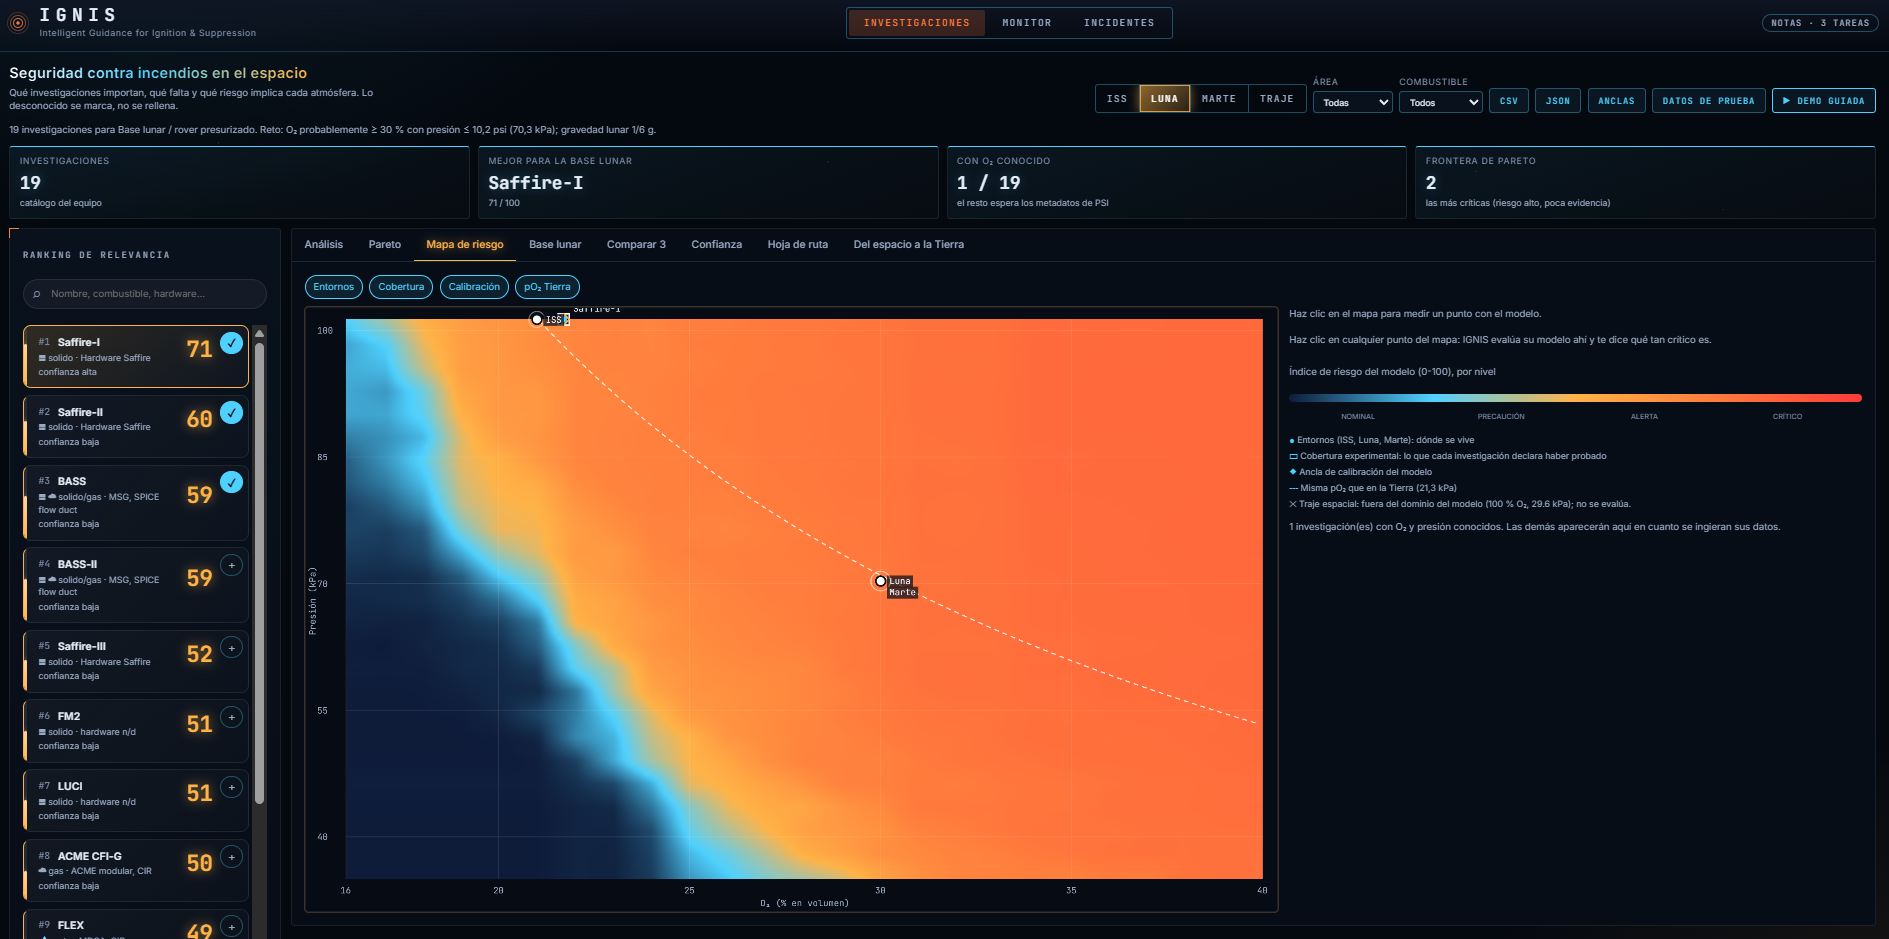 IGNIS
Intelligent Guidance for Ignition & Suppression
INVESTIGACIONES
MONITOR
INCIDENTES
NOTAS · 3 TAREAS
Seguridad contra incendios en el espacio
Qué investigaciones importan, qué falta y qué riesgo implica cada atmósfera. Lo
desconocido se marca, no se rellena.
ISS
LUNA
MARTE
TRAJE
ÁREA
Todas
COMBUSTIBLE
Todos
CSV
JSON
ANCLAS
DATOS DE PRUEBA
▶ DEMO GUIADA
19 investigaciones para Base lunar / rover presurizado. Reto: O₂ probablemente ≥ 30 % con presión ≤ 10,2 psi (70,3 kPa); gravedad lunar 1/6 g.
INVESTIGACIONES
19
catálogo del equipo
MEJOR PARA LA BASE LUNAR
Saffire-I
71 / 100
CON O₂ CONOCIDO
1 / 19
el resto espera los metadatos de PSI
FRONTERA DE PARETO
2
las más críticas (riesgo alto, poca evidencia)
RANKING DE RELEVANCIA
Nombre, combustible, hardware...
#1 Saffire-I
solido · Hardware Saffire
confianza alta
71
✓
#2 Saffire-II
solido · Hardware Saffire
confianza baja
60
✓
#3 BASS
solido/gas · MSG, SPICE
flow duct
confianza baja
59
✓
#4 BASS-II
solido/gas · MSG, SPICE
flow duct
confianza baja
59
+
#5 Saffire-III
solido · Hardware Saffire
confianza baja
52
+
#6 FM2
solido · hardware n/d
confianza baja
51
+
#7 LUCI
solido · hardware n/d
confianza baja
51
+
#8 ACME CFI-G
gas · ACME modular, CIR
confianza baja
50
+
#9 FLEX
49
+
Análisis
Pareto
Mapa de riesgo
Base lunar
Comparar 3
Confianza
Hoja de ruta
Del espacio a la Tierra
Entornos
Cobertura
Calibración
pO₂ Tierra
Saffire-I
ISS
Luna
Marte
100
85
70
55
40
Presión (kPa)
16
20
25
30
35
40
O₂ (% en volumen)
Haz clic en el mapa para medir un punto con el modelo.
Haz clic en cualquier punto del mapa: IGNIS evalúa su modelo ahí y te dice qué tan crítico es.
Índice de riesgo del modelo (0-100), por nivel
NOMINAL
PRECAUCIÓN
ALERTA
CRÍTICO
Entornos (ISS, Luna, Marte): dónde se vive
Cobertura experimental: lo que cada investigación declara haber probado
Ancla de calibración del modelo
Misma pO₂ que en la Tierra (21,3 kPa)
Traje espacial: fuera del dominio del modelo (100 % O₂, 29.6 kPa); no se evalúa.
1 investigación(es) con O₂ y presión conocidos. Las demás aparecerán aquí en cuanto se ingieran sus datos.